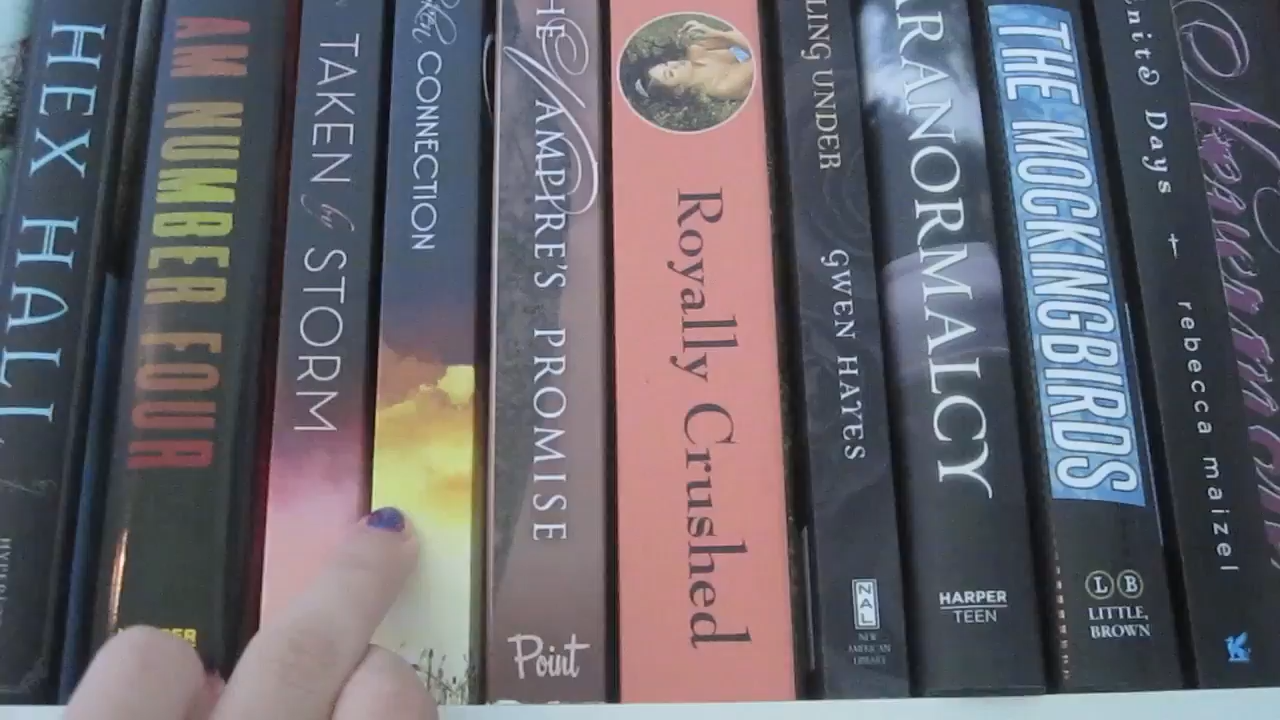 HEX HALL
AM NUMBER FOUR
TAKEN by STORM
CONNECTION
THE VAMPIRE'S PROMISE
Point
Royally Crushed
LING UNDER
GWEN HAYES
NAL
NEW
AMERICAN
LIBRARY
ARANORMALCY
HARPER
TEEN
THE MOCKINGBIRDS
L B
LITTLE,
BROWN
Days
rebecca maizel